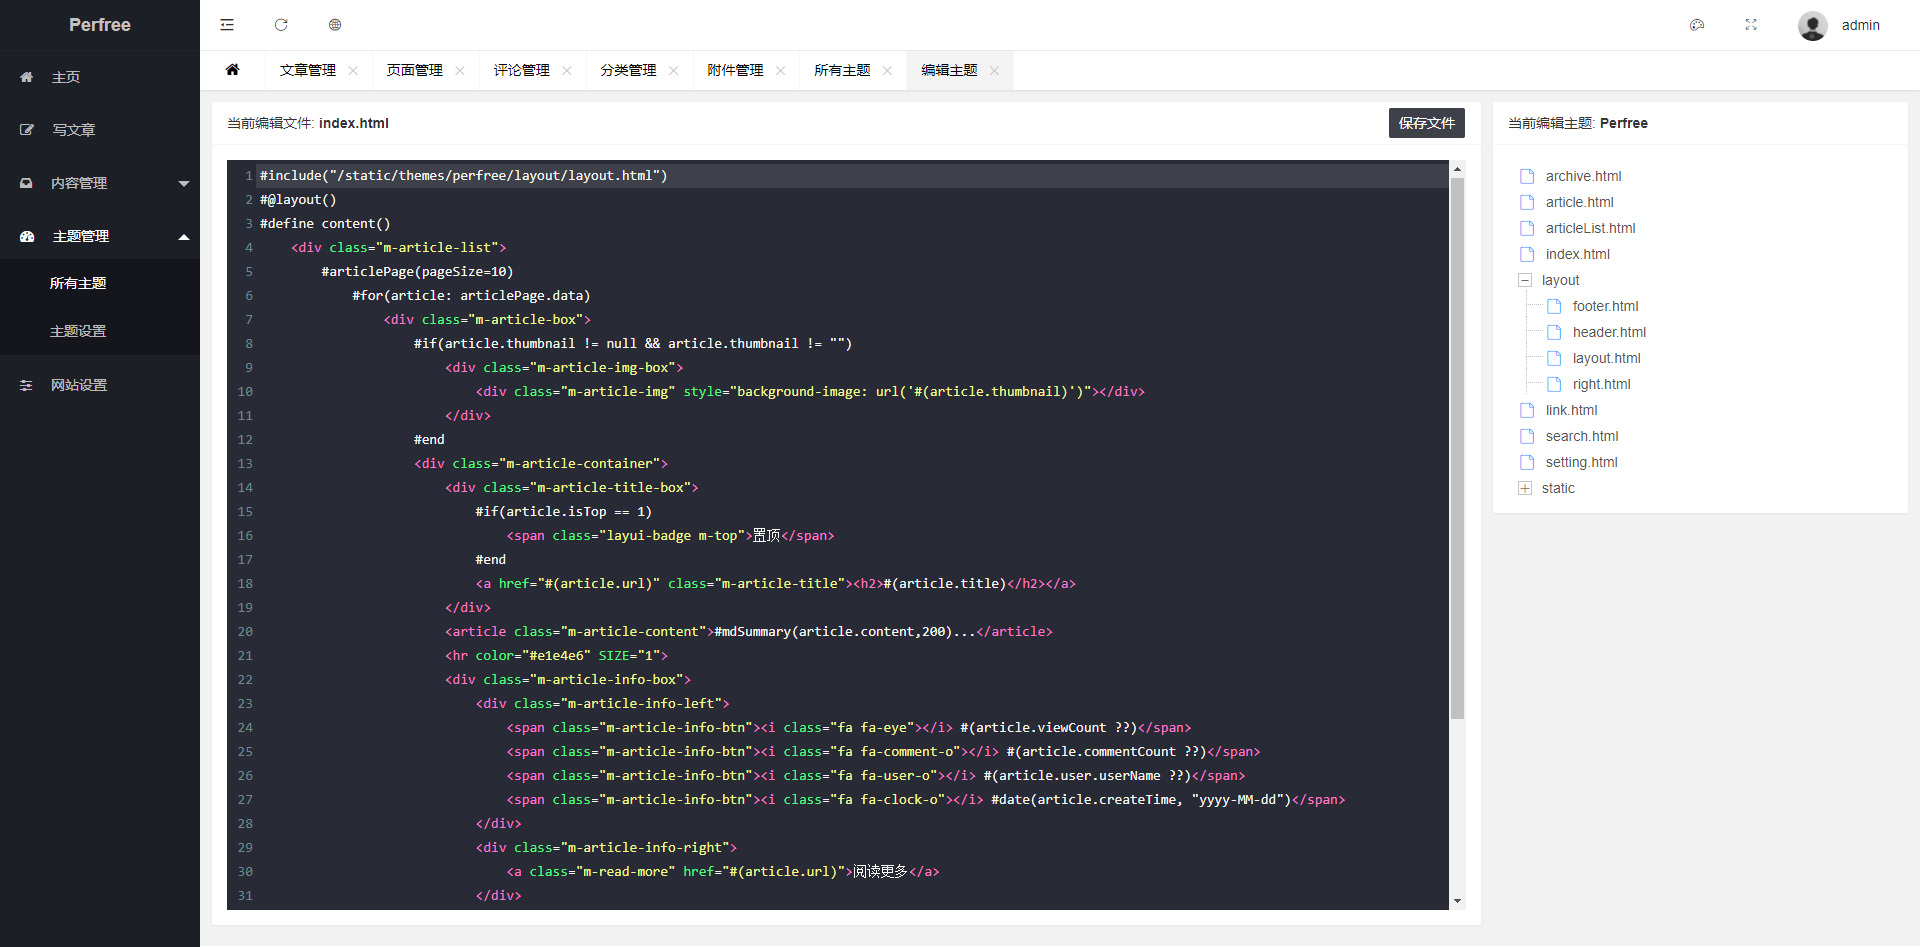 Perfree
admin
主页
写文章
内容管理
主题管理
所有主题
主题设置
网站设置
文章管理
页面管理
评论管理
分类管理
附件管理
所有主题
编辑主题
当前编辑文件: index.html
保存文件
1 #include("/static/themes/perfree/layout/layout.html")
2 #@layout()
3 #define content()
4 <div class="m-article-list">
5 #articlePage(pageSize=10)
6 #for(article: articlePage.data)
7 <div class="m-article-box">
8 #if(article.thumbnail != null && article.thumbnail != "")
9 <div class="m-article-img-box">
10 <div class="m-article-img" style="background-image: url('#(article.thumbnail)')"></div>
11 </div>
12 #end
13 <div class="m-article-container">
14 <div class="m-article-title-box">
15 #if(article.isTop == 1)
16 <span class="layui-badge m-top">置顶</span>
17 #end
18 <a href="#(article.url)" class="m-article-title"><h2>#(article.title)</h2></a>
19 </div>
20 <article class="m-article-content">#mdSummary(article.content,200)...</article>
21 <hr color="#e1e4e6" SIZE="1">
22 <div class="m-article-info-box">
23 <div class="m-article-info-left">
24 <span class="m-article-info-btn"><i class="fa fa-eye"></i> #(article.viewCount ??)</span>
25 <span class="m-article-info-btn"><i class="fa fa-comment-o"></i> #(article.commentCount ??)</span>
26 <span class="m-article-info-btn"><i class="fa fa-user-o"></i> #(article.user.userName ??)</span>
27 <span class="m-article-info-btn"><i class="fa fa-clock-o"></i> #date(article.createTime, "yyyy-MM-dd")</span>
28 </div>
29 <div class="m-article-info-right">
30 <a class="m-read-more" href="#(article.url)">阅读更多</a>
31 </div>
当前编辑主题: Perfree
archive.html
article.html
articleList.html
index.html
layout
footer.html
header.html
layout.html
right.html
link.html
search.html
setting.html
static